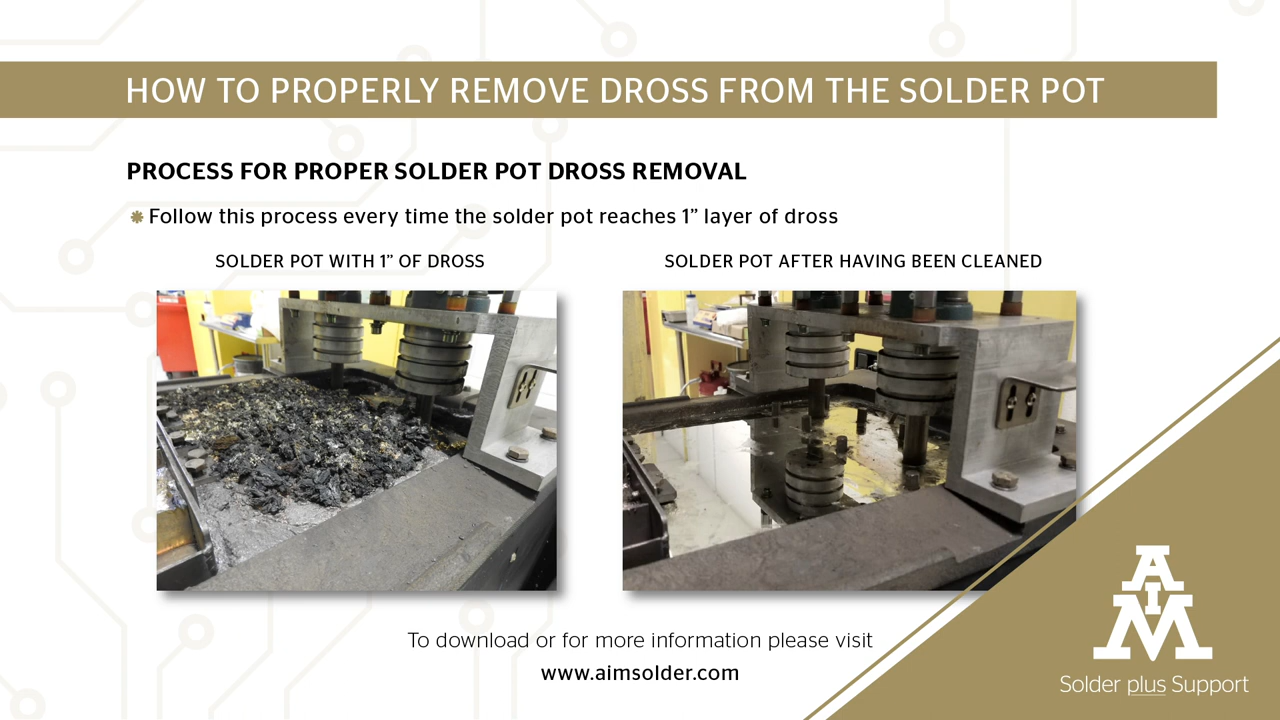 HOW TO PROPERLY REMOVE DROSS FROM THE SOLDER POT
PROCESS FOR PROPER SOLDER POT DROSS REMOVAL
Follow this process every time the solder pot reaches 1” layer of dross
SOLDER POT WITH 1” OF DROSS
SOLDER POT AFTER HAVING BEEN CLEANED
To download or for more information please visit
www.aimsolder.com
AIM
Solder plus Support